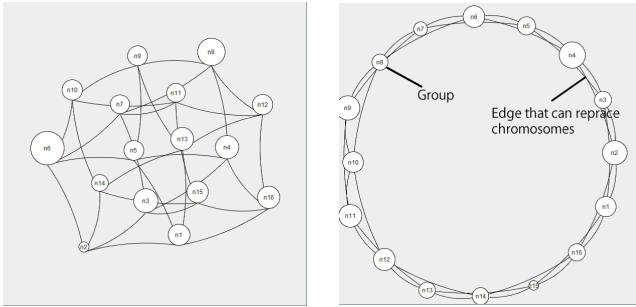 n9
n8
n10
n7
n11
n12
n6
n5
n13
n4
n14
n3
n15
n16
n2
n1
n6
n7
n5
n8
n4
Group
n9
n3
Edge that can reprace
chromosomes
n10
n2
n11
n1
n12
n16
n13
n14
n15